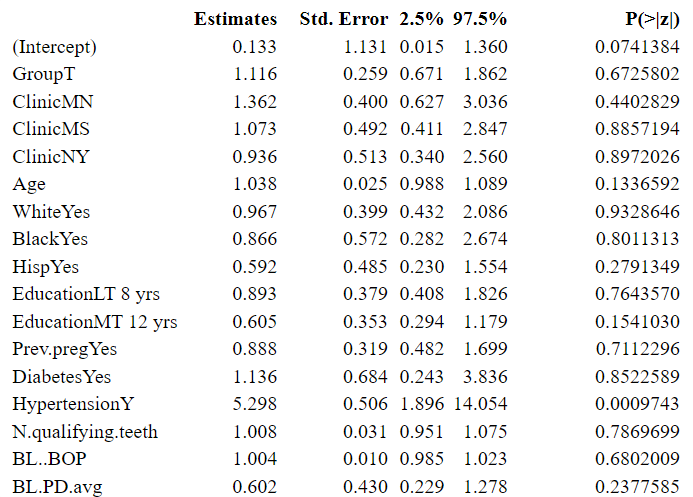 Estimates Std. Error 2.5% 97.5% P(>|z|)
(Intercept) 0.133 1.131 0.015 1.360 0.0741384
GroupT 1.116 0.259 0.671 1.862 0.6725802
ClinicMN 1.362 0.400 0.627 3.036 0.4402829
ClinicMS 1.073 0.492 0.411 2.847 0.8857194
ClinicNY 0.936 0.513 0.340 2.560 0.8972026
Age 1.038 0.025 0.988 1.089 0.1336592
WhiteYes 0.967 0.399 0.432 2.086 0.9328646
BlackYes 0.866 0.572 0.282 2.674 0.8011313
HispYes 0.592 0.485 0.230 1.554 0.2791349
EducationLT 8 yrs 0.893 0.379 0.408 1.826 0.7643570
EducationMT 12 yrs 0.605 0.353 0.294 1.179 0.1541030
Prev.pregYes 0.888 0.319 0.482 1.699 0.7112296
DiabetesYes 1.136 0.684 0.243 3.836 0.8522589
HypertensionY 5.298 0.506 1.896 14.054 0.0009743
N.qualifying.teeth 1.008 0.031 0.951 1.075 0.7869699
BL..BOP 1.004 0.010 0.985 1.023 0.6802009
BL.PD.avg 0.602 0.430 0.229 1.278 0.2377585